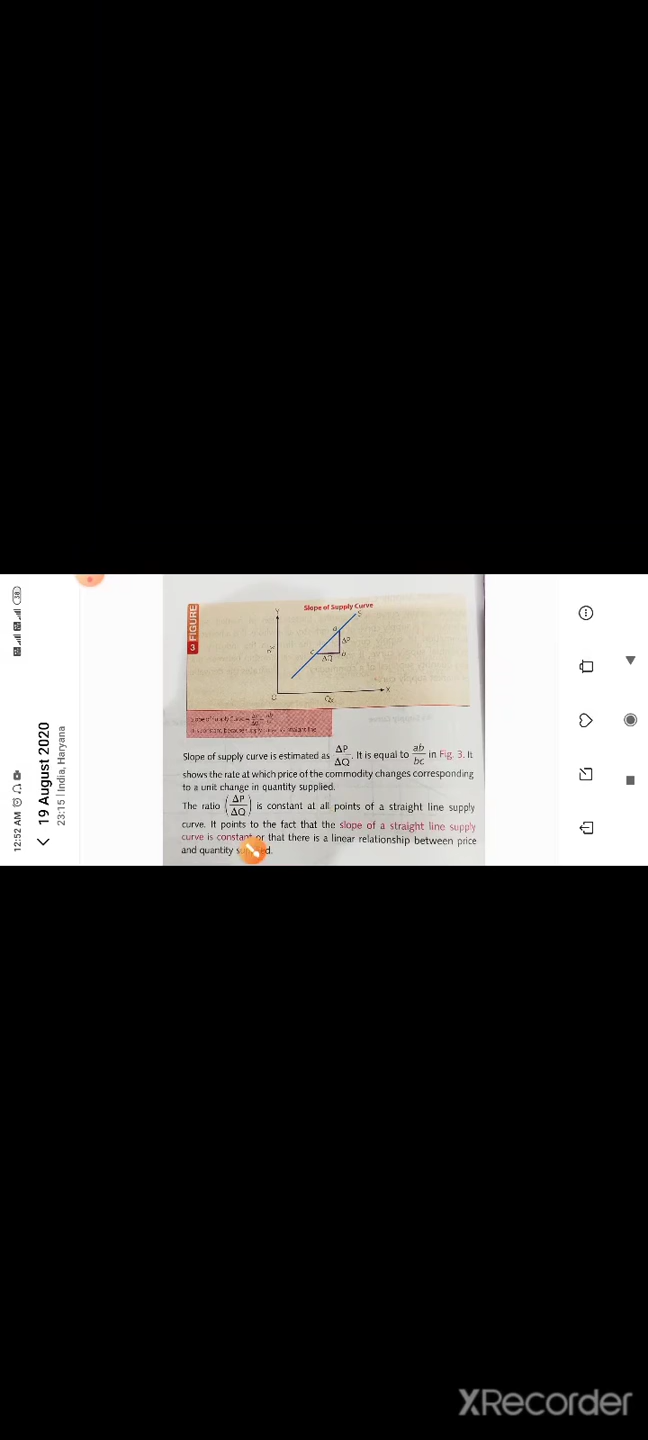 12:52 AM
38
19 August 2020
23:15 | India, Haryana
3 FIGURE
Slope of Supply Curve
Y
S
a
ΔP
c
b
ΔQ
O
X
Slope of supply curve is estimated as ΔP/ΔQ. It is equal to ab/bc in Fig. 3. It
shows the rate at which price of the commodity changes corresponding
to a unit change in quantity supplied.
The ratio (ΔP/ΔQ) is constant at all points of a straight line supply
curve. It points to the fact that the slope of a straight line supply
curve is constant or that there is a linear relationship between price
and quantity
XRecorder